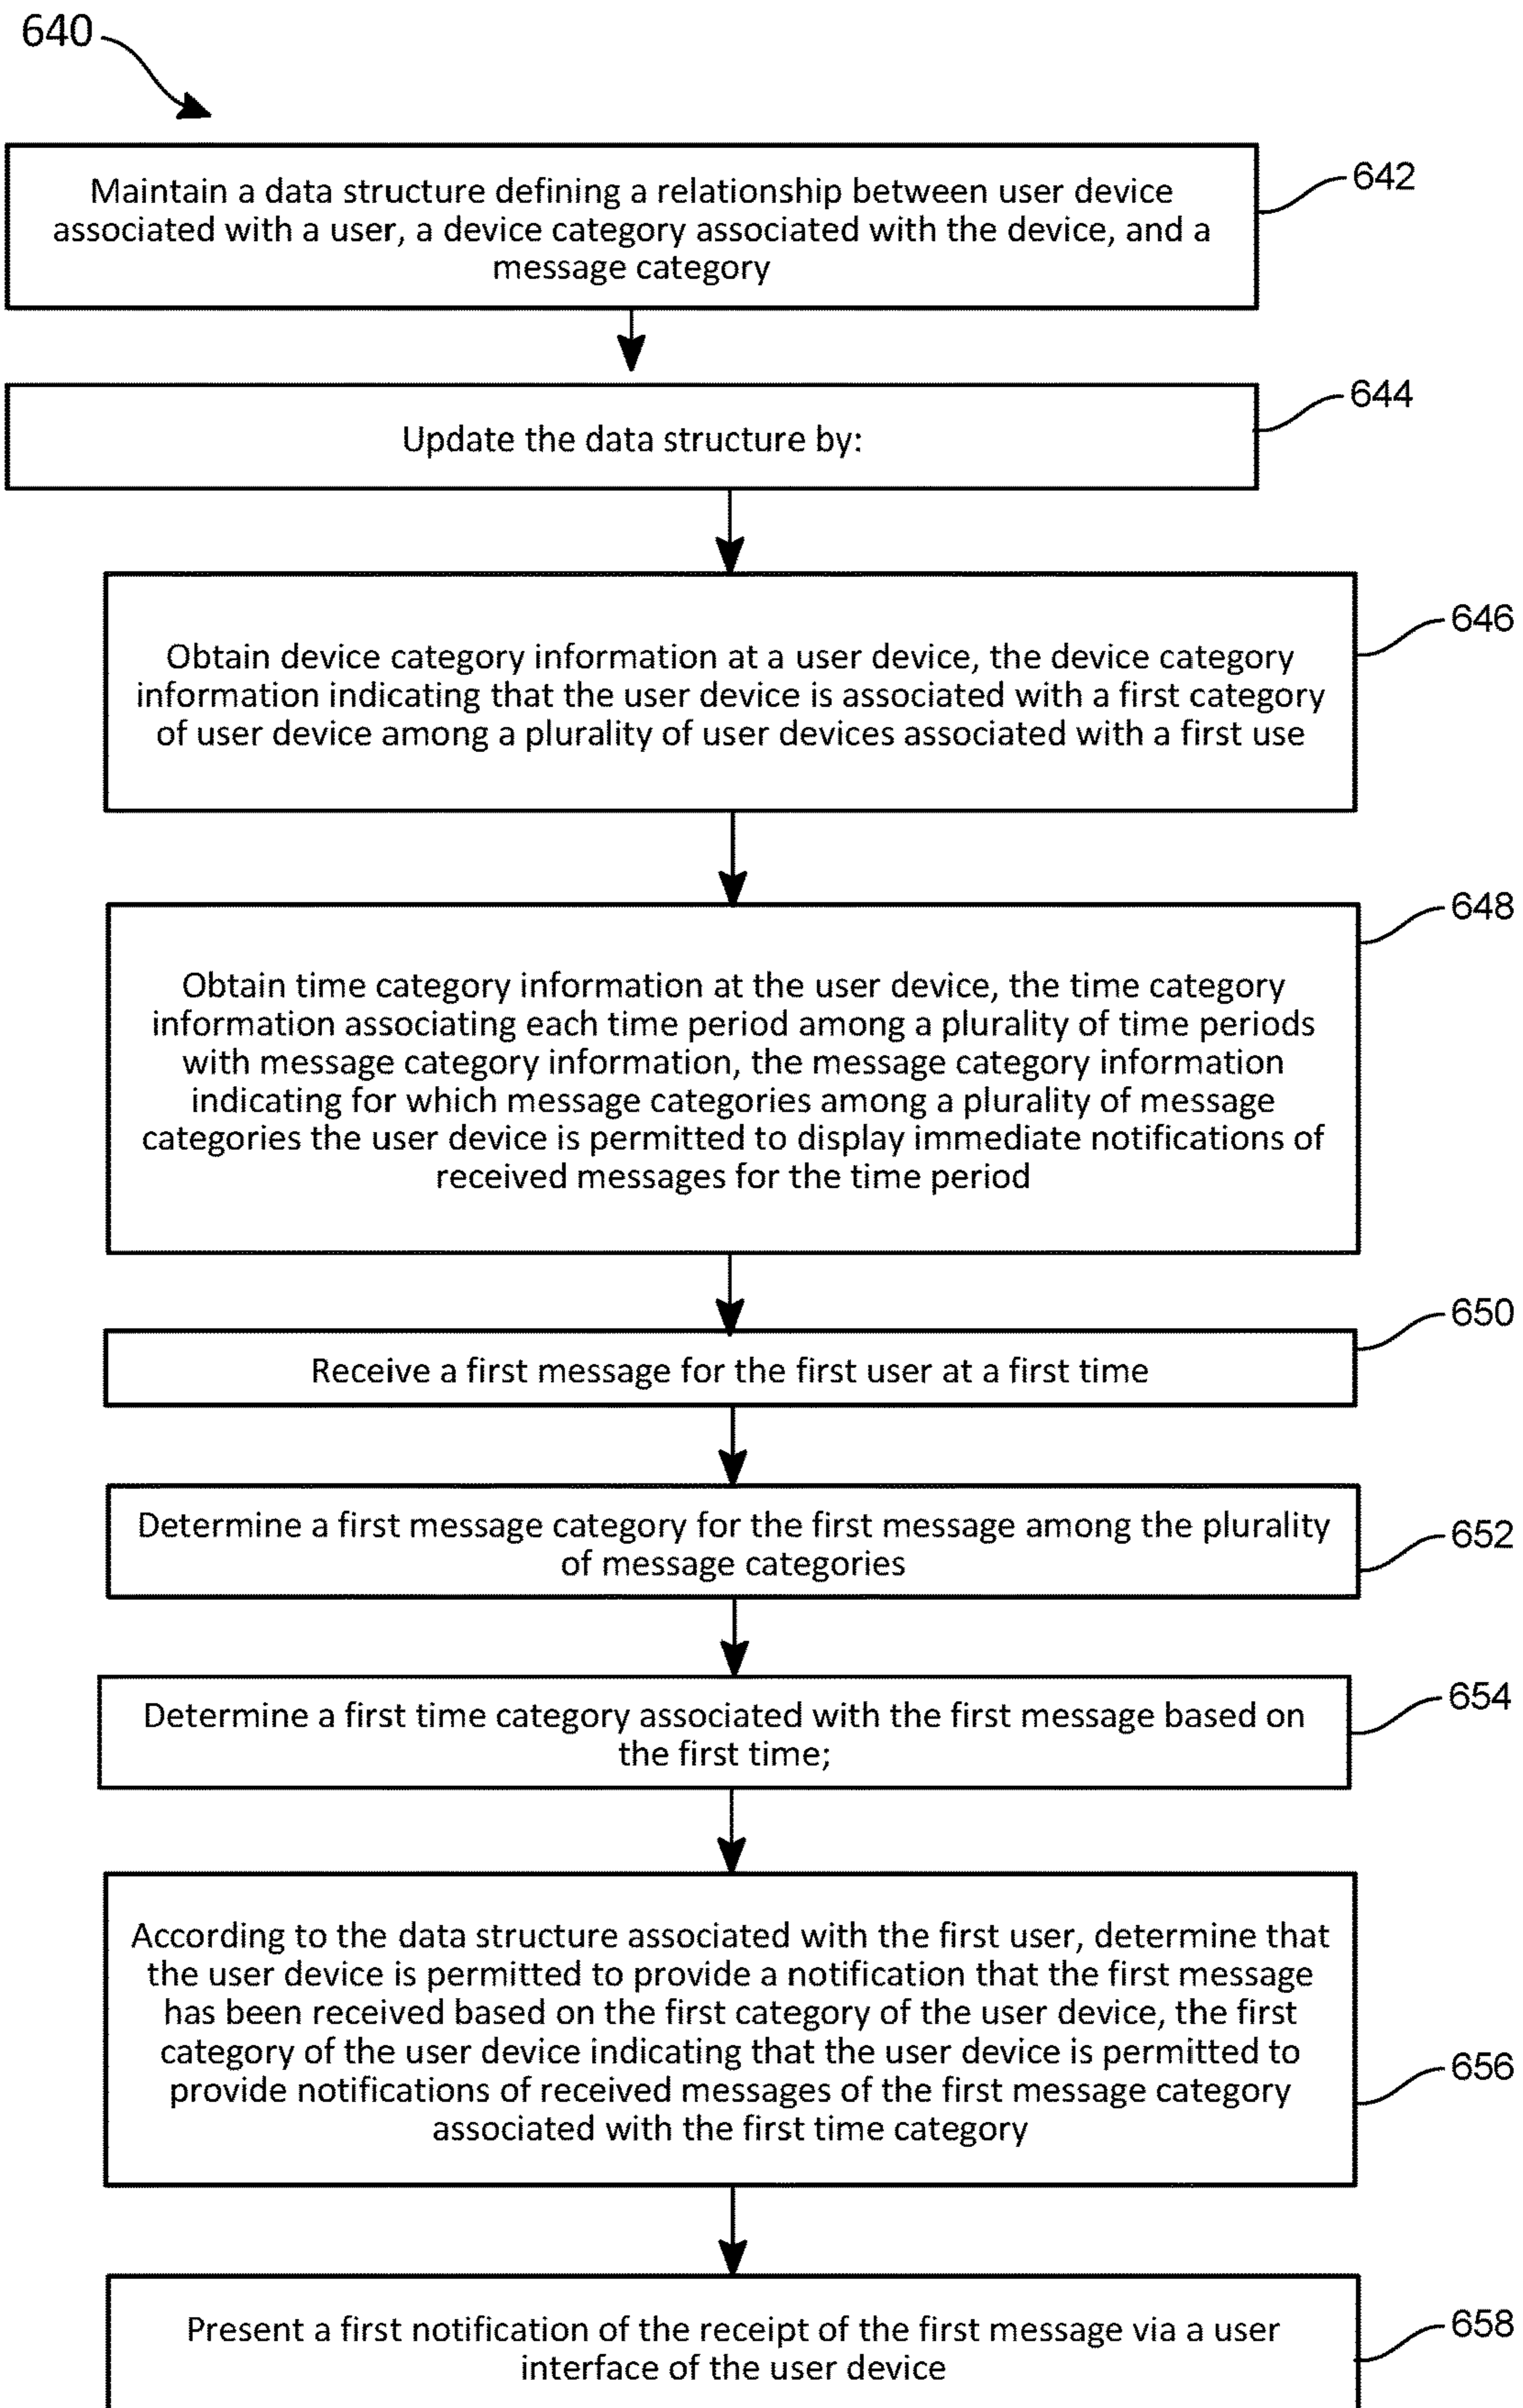 640
Maintain a data structure defining a relationship between user device
associated with a user, a device category associated with the device, and a
message category
642
Update the data structure by:
644
Obtain device category information at a user device, the device category
information indicating that the user device is associated with a first category
of user device among a plurality of user devices associated with a first use
646
Obtain time category information at the user device, the time category
information associating each time period among a plurality of time periods
with message category information, the message category information
indicating for which message categories among a plurality of message
categories the user device is permitted to display immediate notifications of
received messages for the time period
648
Receive a first message for the first user at a first time
650
Determine a first message category for the first message among the plurality
of message categories
652
Determine a first time category associated with the first message based on
the first time;
654
According to the data structure associated with the first user, determine that
the user device is permitted to provide a notification that the first message
has been received based on the first category of the user device, the first
category of the user device indicating that the user device is permitted to
provide notifications of received messages of the first message category
associated with the first time category
656
Present a first notification of the receipt of the first message via a user
interface of the user device
658